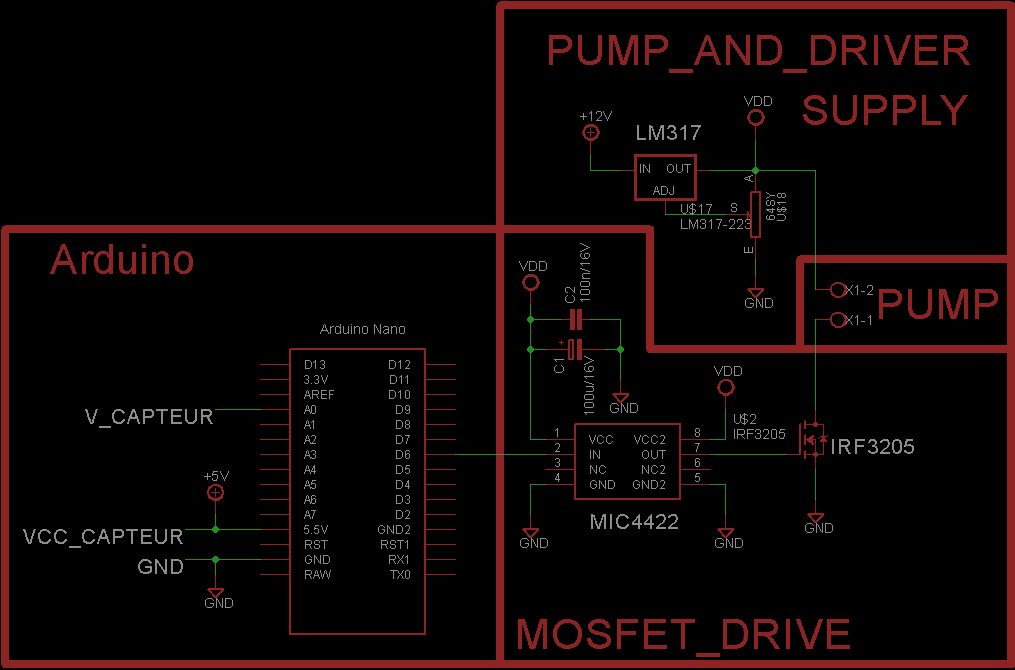 PUMP_AND_DRIVER
SUPPLY
VDD
+12V
LM317
IN OUT
ADJ
A
S
E
64SY
U$18
U$17
LM317-223
GND
Arduino
VDD
C2
100n/16V
C1
+
100u/16V
GND
X1-2
X1-1
PUMP
Arduino Nano
D13 D12
3.3V D11
AREF D10
A0 D9
A1 D8
A2 D7
A3 D6
A4 D5
A5 D4
A6 D3
A7 D2
5.5V GND2
RST RST1
GND RX1
RAW TX0
V_CAPTEUR
+5V
VCC_CAPTEUR
GND
GND
VDD
U$2
IRF3205
IRF3205
1 VCC VCC2 8
2 IN OUT 7
3 NC NC2 6
4 GND GND2 5
MIC4422
GND
GND
GND
MOSFET_DRIVE